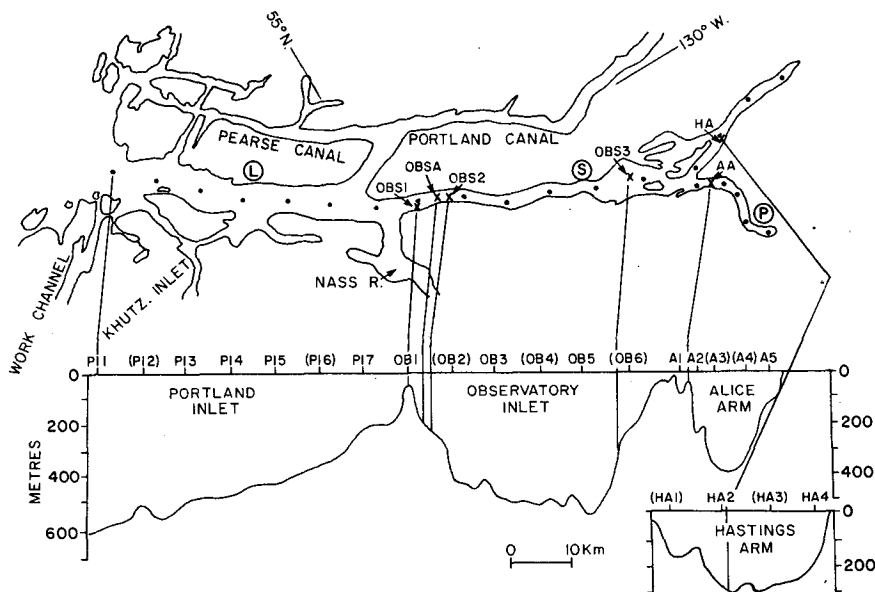 55°N.
130° W.
PEARSE CANAL
PORTLAND CANAL
HA
L
OBSA
OBS2
S
OBS3
OBS1
AA
P
NASS R.
WORK CHANNEL
KHUTZ. INLET
PI1 (PI2) PI3 PI4 PI5 (PI6) PI7 OB1 (OB2) OB3 (OB4) OB5 (OB6) A1 A2 (A3) (A4) A5
0
200
400
600
METRES
PORTLAND
INLET
OBSERVATORY
INLET
ALICE
ARM
0
200
400
(HA1) HA2 (HA3) HA4
HASTINGS
ARM
0
200
0 10 Km